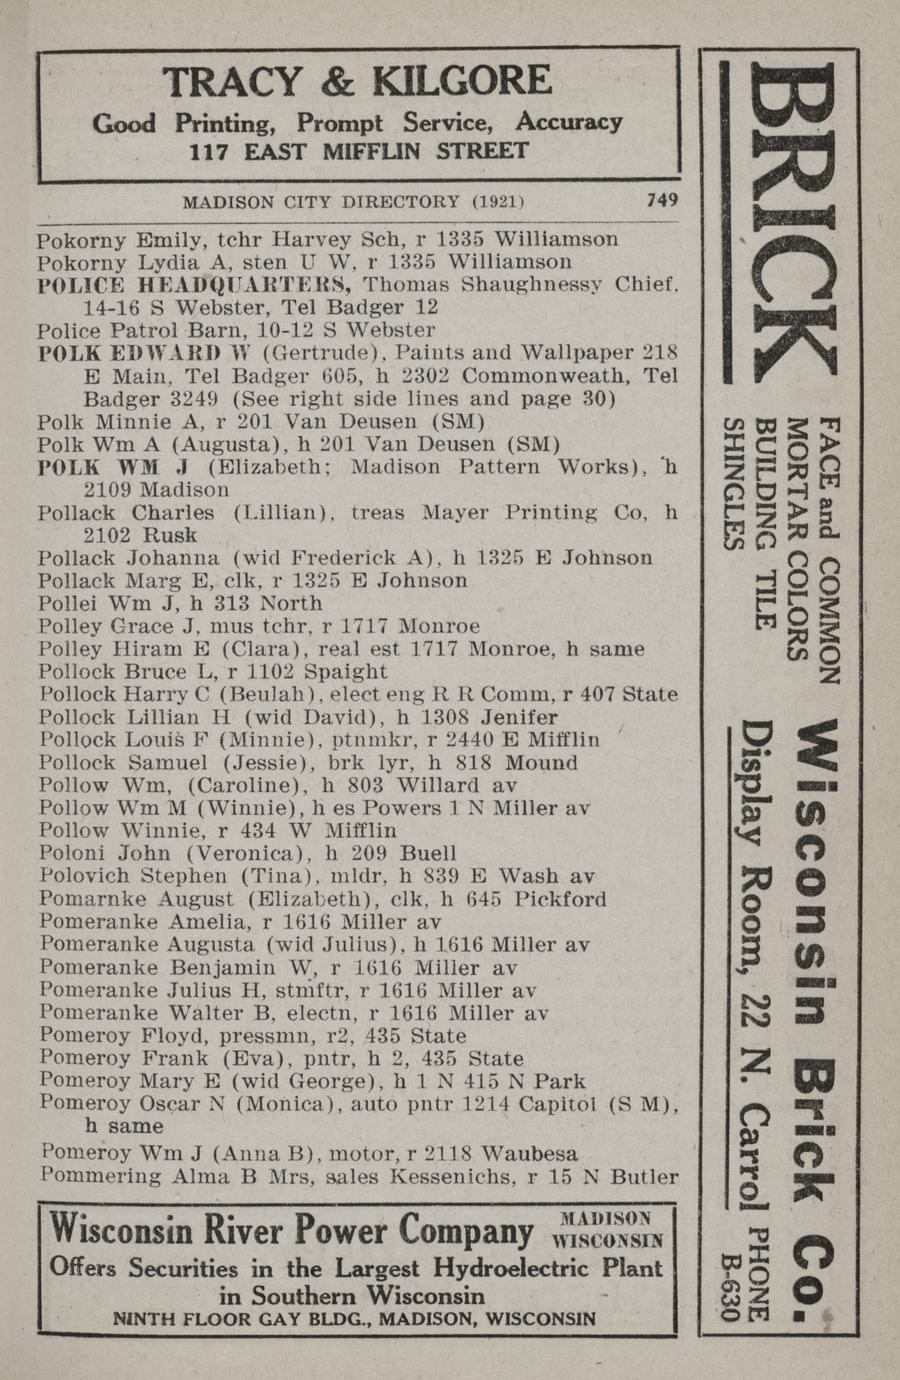 TRACY & KILGORE
Good Printing, Prompt Service, Accuracy
117 EAST MIFFLIN STREET
MADISON CITY DIRECTORY (1921) 749
Pokorny Emily, tchr Harvey Sch, r 1335 Williamson
Pokorny Lydia A, sten U W, r 1335 Williamson
POLICE HEADQUARTERS, Thomas Shaughnessy Chief,
14-16 S Webster, Tel Badger 12
Police Patrol Barn, 10-12 S Webster
POLK EDWARD W (Gertrude), Paints and Wallpaper 218
E Main, Tel Badger 605, h 2302 Commonweath, Tel
Badger 3249 (See right side lines and page 30)
Polk Minnie A, r 201 Van Deusen (SM)
Polk Wm A (Augusta), h 201 Van Deusen (SM)
POLK WM J (Elizabeth; Madison Pattern Works), h
2109 Madison
Pollack Charles (Lillian), treas Mayer Printing Co, h
2102 Rusk
Pollack Johanna (wid Frederick A), h 1325 E Johnson
Pollack Marg E, clk, r 1325 E Johnson
Pollei Wm J, h 313 North
Polley Grace J, mus tchr, r 1717 Monroe
Polley Hiram E (Clara), real est 1717 Monroe, h same
Pollock Bruce L, r 1102 Spaight
Pollock Harry C (Beulah), elect eng R R Comm, r 407 State
Pollock Lillian H (wid David), h 1308 Jenifer
Pollock Louis F (Minnie), ptnmkr, r 2440 E Mifflin
Pollock Samuel (Jessie), brk lyr, h 818 Mound
Pollow Wm, (Caroline), h 803 Willard av
Pollow Wm M (Winnie), h es Powers 1 N Miller av
Pollow Winnie, r 434 W Mifflin
Poloni John (Veronica), h 209 Buell
Polovich Stephen (Tina), mldr, h 839 E Wash av
Pomarnke August (Elizabeth), clk, h 645 Pickford
Pomeranke Amelia, r 1616 Miller av
Pomeranke Augusta (wid Julius), h 1616 Miller av
Pomeranke Benjamin W, r 1616 Miller av
Pomeranke Julius H, stmftr, r 1616 Miller av
Pomeranke Walter B, electn, r 1616 Miller av
Pomeroy Floyd, pressmn, r2, 435 State
Pomeroy Frank (Eva), pntr, h 2, 435 State
Pomeroy Mary E (wid George), h 1 N 415 N Park
Pomeroy Oscar N (Monica), auto pntr 1214 Capitol (S M),
h same
Pomeroy Wm J (Anna B), motor, r 2118 Waubesa
Pommering Alma B Mrs, sales Kessenichs, r 15 N Butler
Wisconsin River Power Company MADISON
WISCONSIN
Offers Securities in the Largest Hydroelectric Plant
in Southern Wisconsin
NINTH FLOOR GAY BLDG., MADISON, WISCONSIN
BRICK
FACE and COMMON
MORTAR COLORS
BUILDING TILE
SHINGLES
Wisconsin Brick Co.
Display Room, 22 N. Carrol
PHONE
B-630